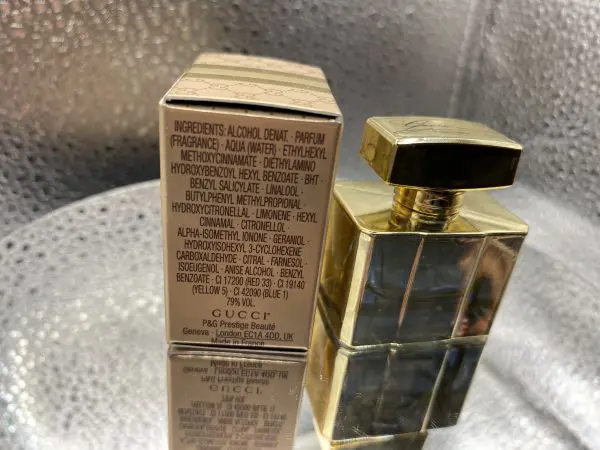 INGREDIENTS: ALCOHOL DENAT. · PARFUM
(FRAGRANCE) · AQUA (WATER) · ETHYLHEXYL
METHOXYCINNAMATE · DIETHYLAMINO
HYDROXYBENZOYL HEXYL BENZOATE · BHT ·
BENZYL SALICYLATE · LINALOOL ·
BUTYLPHENYL METHYLPROPIONAL ·
HYDROXYCITRONELLAL · LIMONENE · HEXYL
CINNAMAL · CITRONELLOL ·
ALPHA-ISOMETHYL IONONE · GERANIOL ·
HYDROXYISOHEXYL 3-CYCLOHEXENE
CARBOXALDEHYDE · CITRAL · FARNESOL ·
ISOEUGENOL · ANISE ALCOHOL · BENZYL
BENZOATE · CI 17200 (RED 33) · CI 19140
(YELLOW 5) · CI 42090 (BLUE 1)
79% VOL.
GUCCI
P&G Prestige Beauté
Geneva · London EC1A 4DD, UK
Made in France